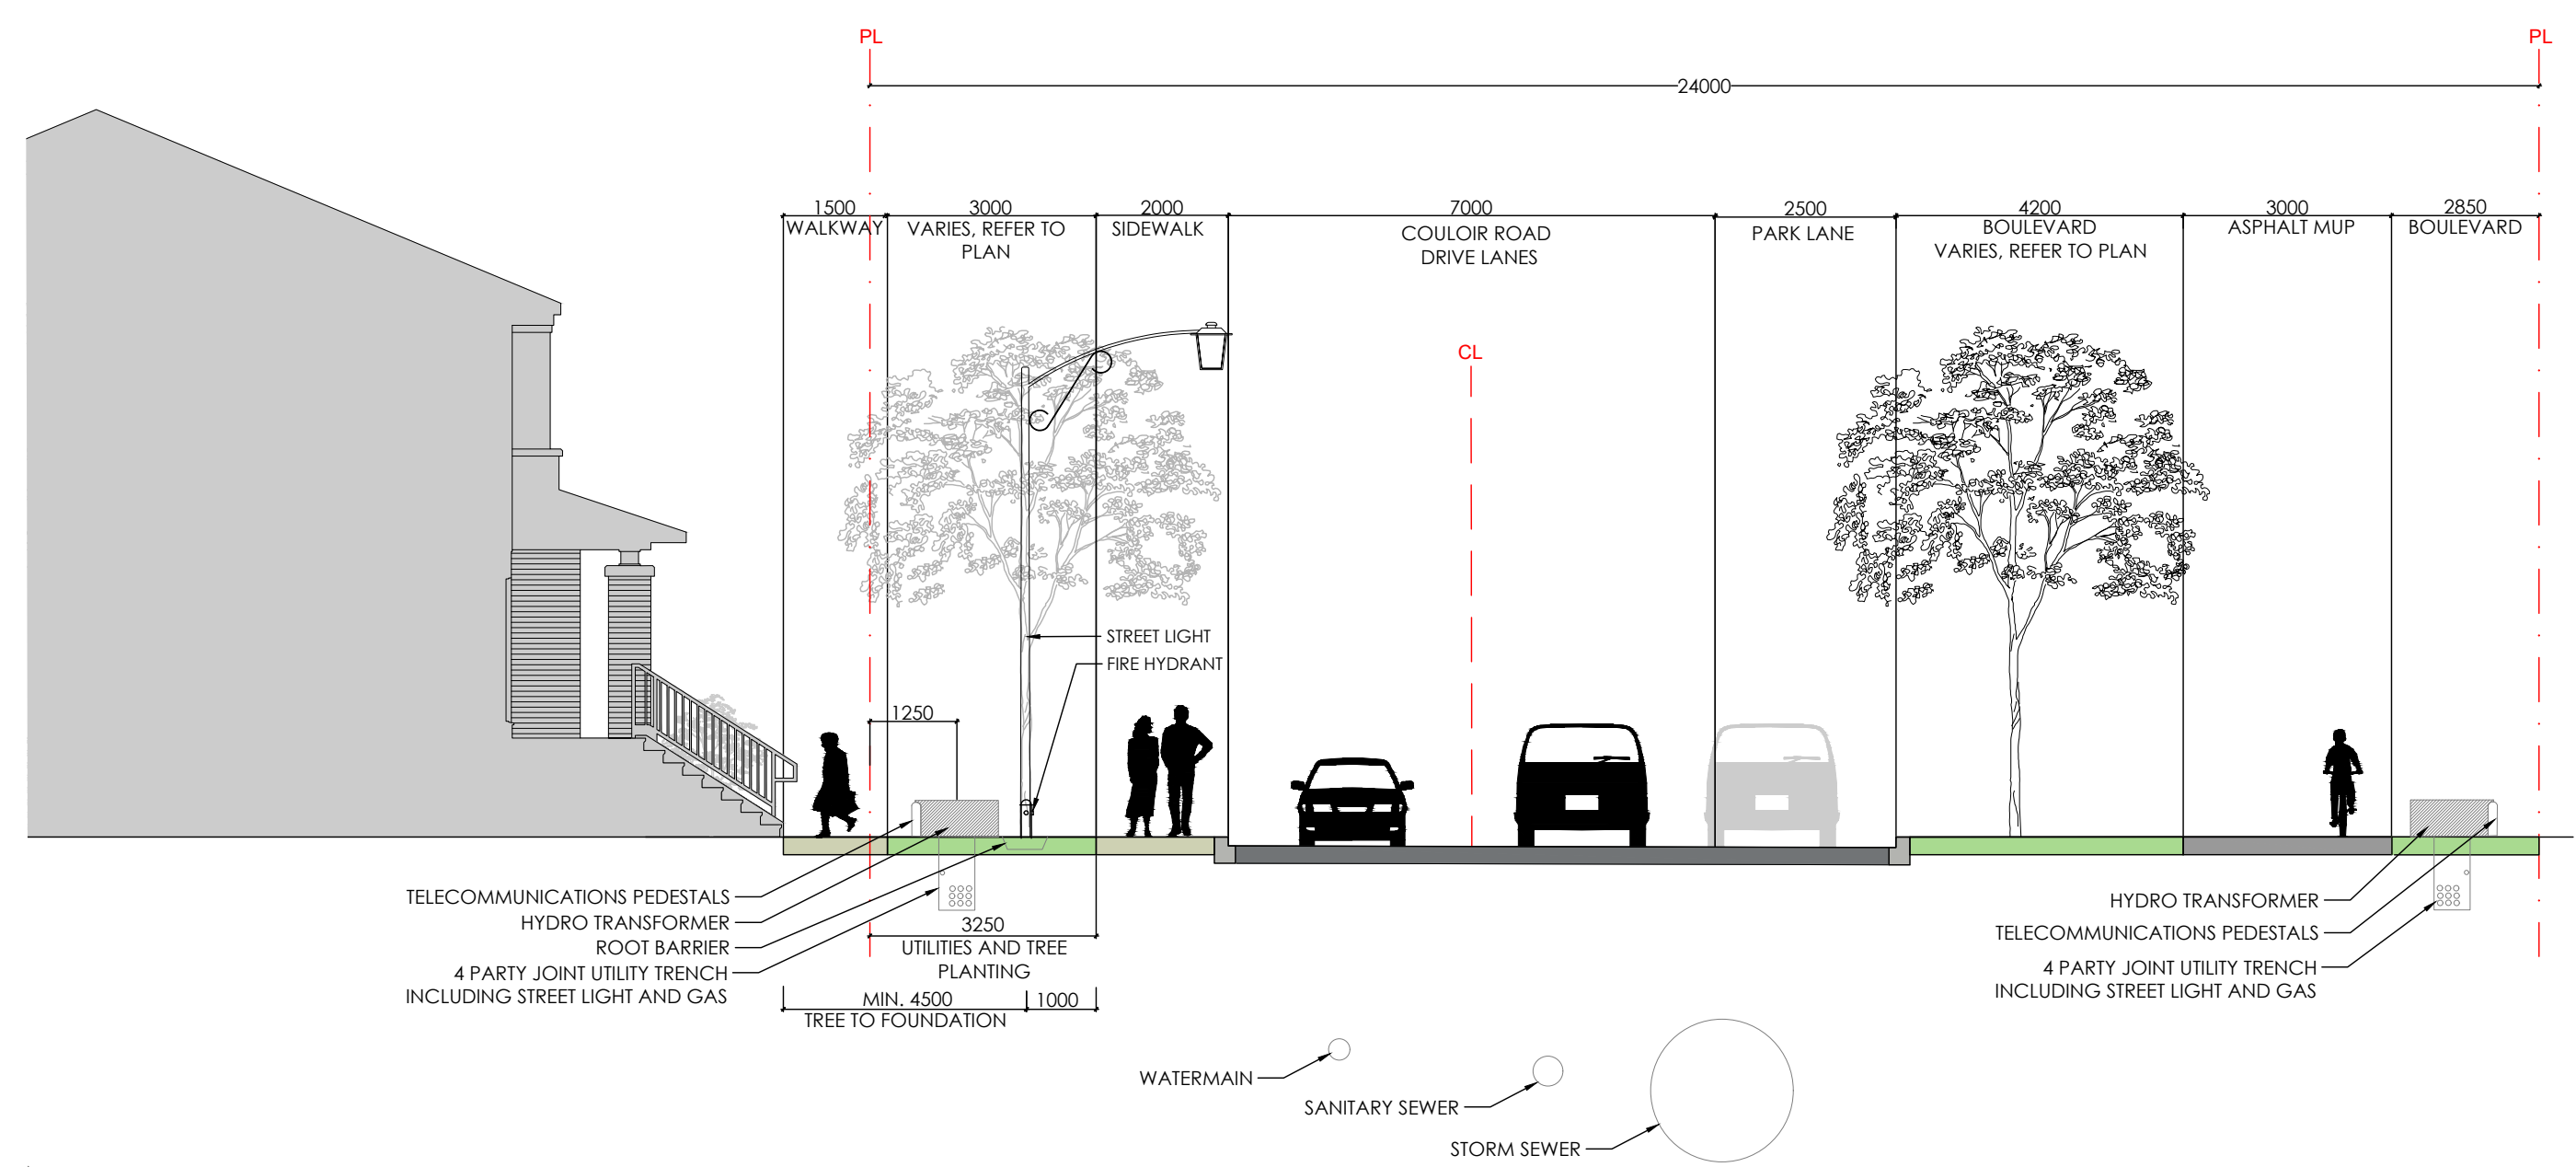 PL
PL
24000
1500
WALKWAY
3000
VARIES, REFER TO
PLAN
2000
SIDEWALK
7000
COULOIR ROAD
DRIVE LANES
2500
PARK LANE
4200
BOULEVARD
VARIES, REFER TO PLAN
3000
ASPHALT MUP
2850
BOULEVARD
CL
STREET LIGHT
FIRE HYDRANT
1250
TELECOMMUNICATIONS PEDESTALS
HYDRO TRANSFORMER
ROOT BARRIER
4 PARTY JOINT UTILITY TRENCH
INCLUDING STREET LIGHT AND GAS
3250
UTILITIES AND TREE
PLANTING
MIN. 4500
1000
TREE TO FOUNDATION
HYDRO TRANSFORMER
TELECOMMUNICATIONS PEDESTALS
4 PARTY JOINT UTILITY TRENCH
INCLUDING STREET LIGHT AND GAS
WATERMAIN
SANITARY SEWER
STORM SEWER